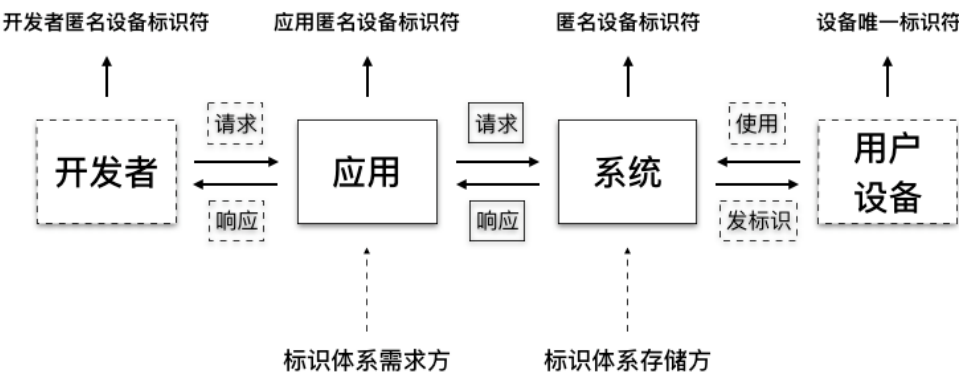 开发者匿名设备标识符
应用匿名设备标识符
匿名设备标识符
设备唯一标识符
请求
请求
使用
开发者
应用
系统
用户
设备
响应
响应
发标识
标识体系需求方
标识体系存储方